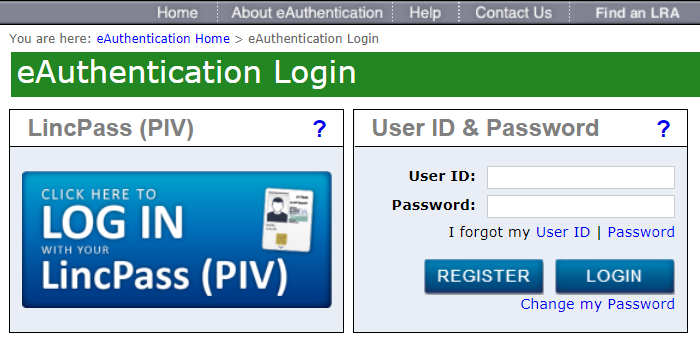 Home About eAuthentication Help Contact Us Find an LRA
You are here: eAuthentication Home > eAuthentication Login
eAuthentication Login
LincPass (PIV) ?
CLICK HERE TO
LOG IN
WITH YOUR
LincPass (PIV)
User ID & Password ?
User ID:
Password:
I forgot my User ID | Password
REGISTER LOGIN
Change my Password